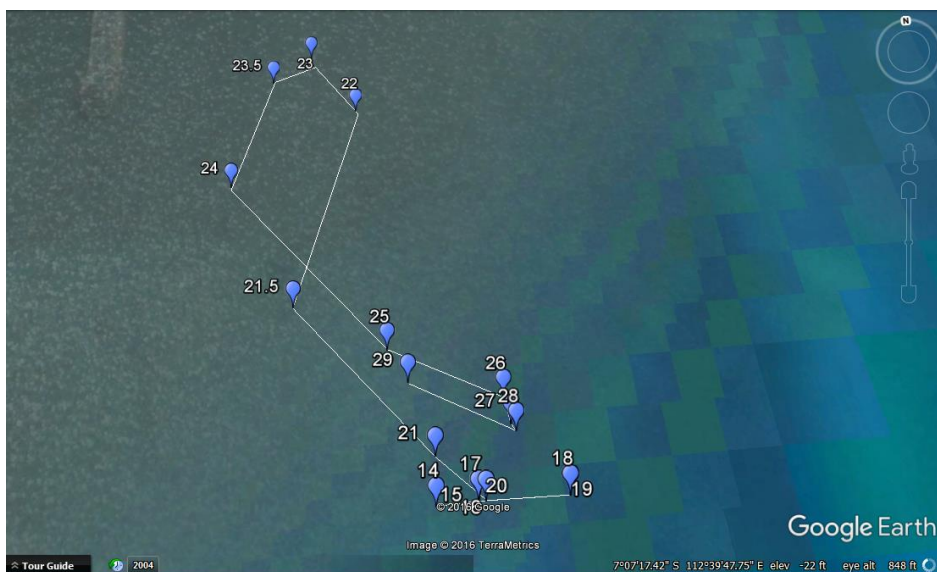 N
23
23.5
22
24
21.5
25
29
26
27 28
21
14
17
18
15
20
19
© 2016 Google
Google Earth
Image © 2016 TerraMetrics
Tour Guide
2004
7°07'17.42" S 112°39'47.75" E elev -22 ft eye alt 848 ft